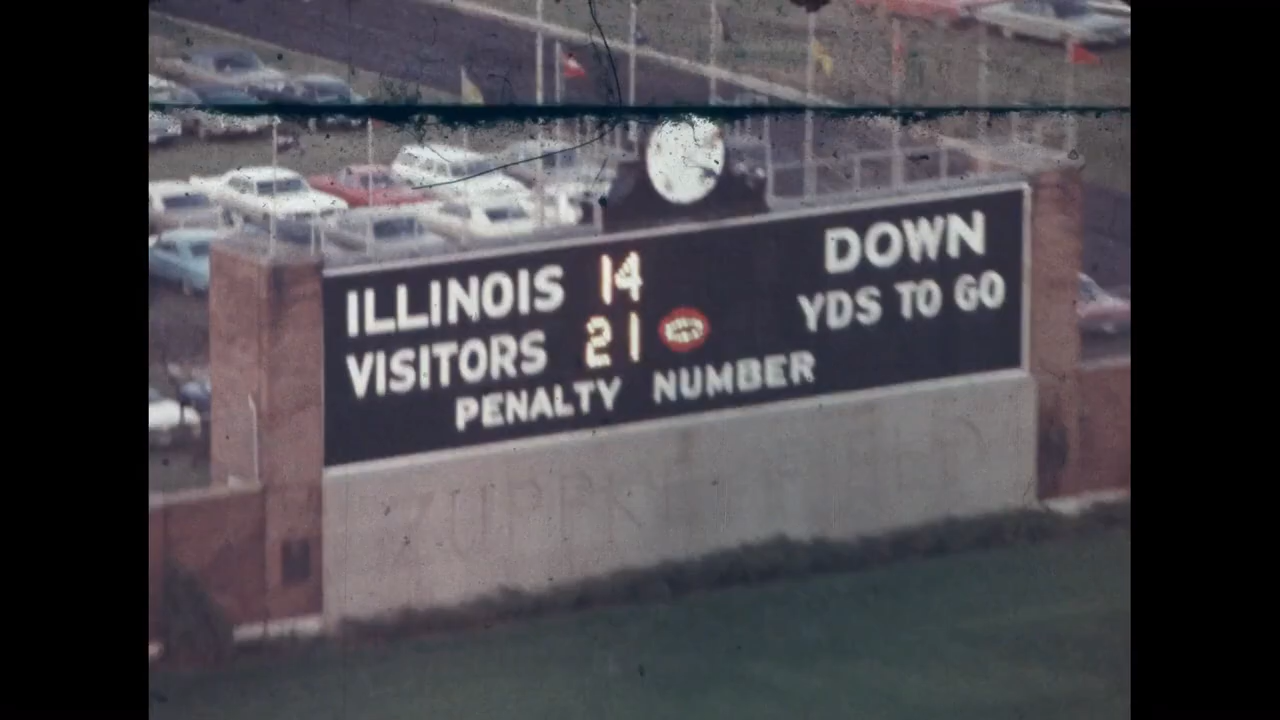 ILLINOIS 14
VISITORS 21
PENALTY NUMBER
DOWN
YDS TO GO